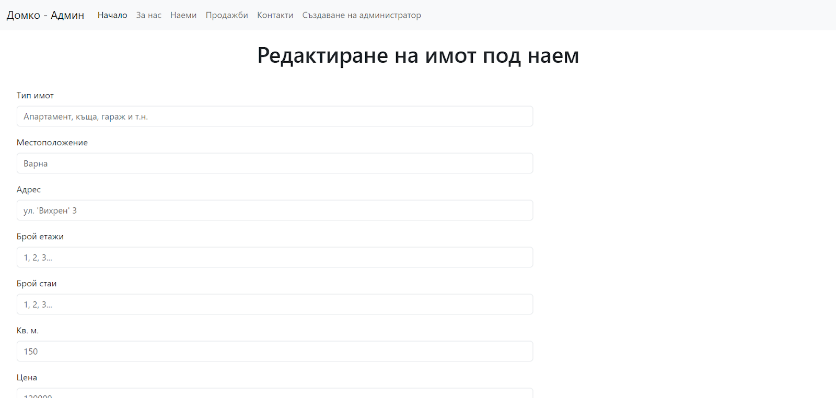 Домко - Админ Начало За нас Наеми Продажби Контакти Създаване на администратор
Редактиране на имот под наем
Тип имот
Апартамент, къща, гараж и т.н.
Местоположение
Варна
Адрес
ул. 'Вихрен' 3
Брой етажи
1, 2, 3...
Брой стаи
1, 2, 3...
Кв. м.
150
Цена